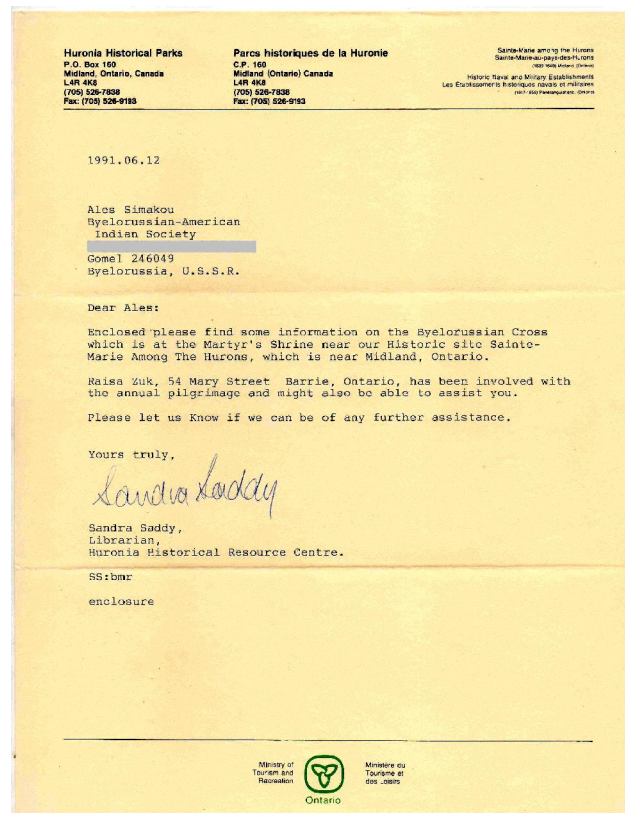 Huronia Historical Parks
P.O. Box 160
Midland, Ontario, Canada
L4R 4K8
(705) 526-7838
Fax: (705) 526-9193
Parcs historiques de la Huronie
C.P. 160
Midland (Ontario) Canada
L4R 4K8
(705) 526-7838
Fax: (705) 526-9193
Sainte-Marie among the Hurons
Sainte-Marie-au-pays-des-Hurons
(1639-1649) Midland (Ontario)
Historic Naval and Military Establishments
Les Établissements historiques navals et militaires
1991.06.12
Ales Simakou
Byelorussian-American
Indian Society
Gomel 246049
Byelorussia, U.S.S.R.
Dear Ales:
Enclosed please find some information on the Byelorussian Cross
which is at the Martyr's Shrine near our Historic site Sainte-
Marie Among The Hurons, which is near Midland, Ontario.
Raisa Zuk, 54 Mary Street Barrie, Ontario, has been involved with
the annual pilgrimage and might also be able to assist you.
Please let us Know if we can be of any further assistance.
Yours truly,
Sandra Saddy
Sandra Saddy,
Librarian,
Huronia Historical Resource Centre.
SS:bmr
enclosure
Ministry of
Tourism and
Recreation
Ontario
Ministère du
Tourisme et
des Loisirs